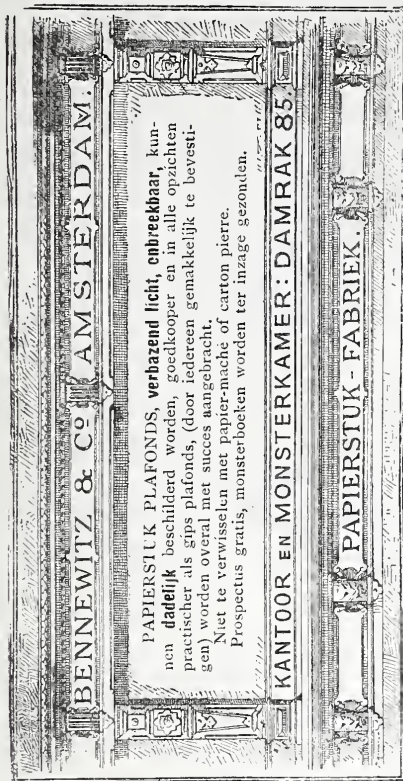 BENNEWITZ & Cº AMSTERDAM:
PAPIERSTUK PLAFONDS, verbazend licht, onbreekbaar, kun-
nen dadelijk beschilderd worden, goedkooper en in alle opzichten
practischer als gips plafonds, (door iedereen gemakkelijk te bevesti-
gen) worden overal met succes aangebracht.
Niet te verwisselen met papier-maché of carton pierre.
Prospectus gratis, monsterboeken worden ter inzage gezonden.
KANTOOR EN MONSTERKAMER: DAMRAK 85.
PAPIERSTUK-FABRIEK.